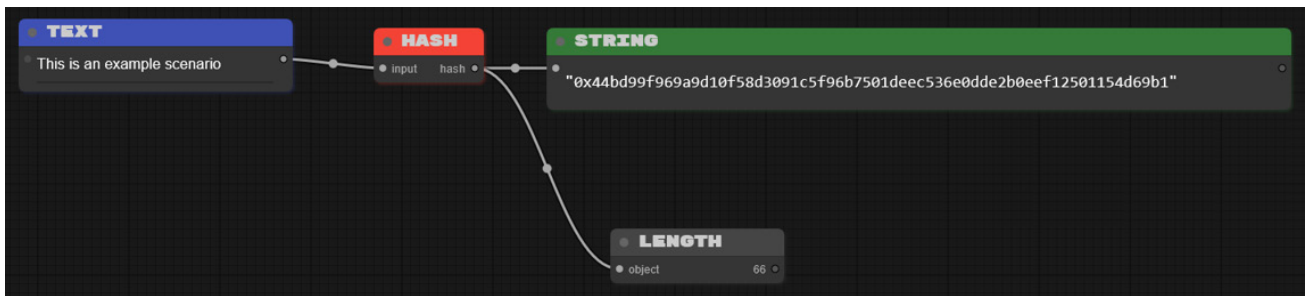 TEXT
This is an example scenario
HASH
input hash
STRING
"0x44bd99f969a9d10f58d3091c5f96b7501deec536e0dde2b0eef12501154d69b1"
LENGTH
object 66